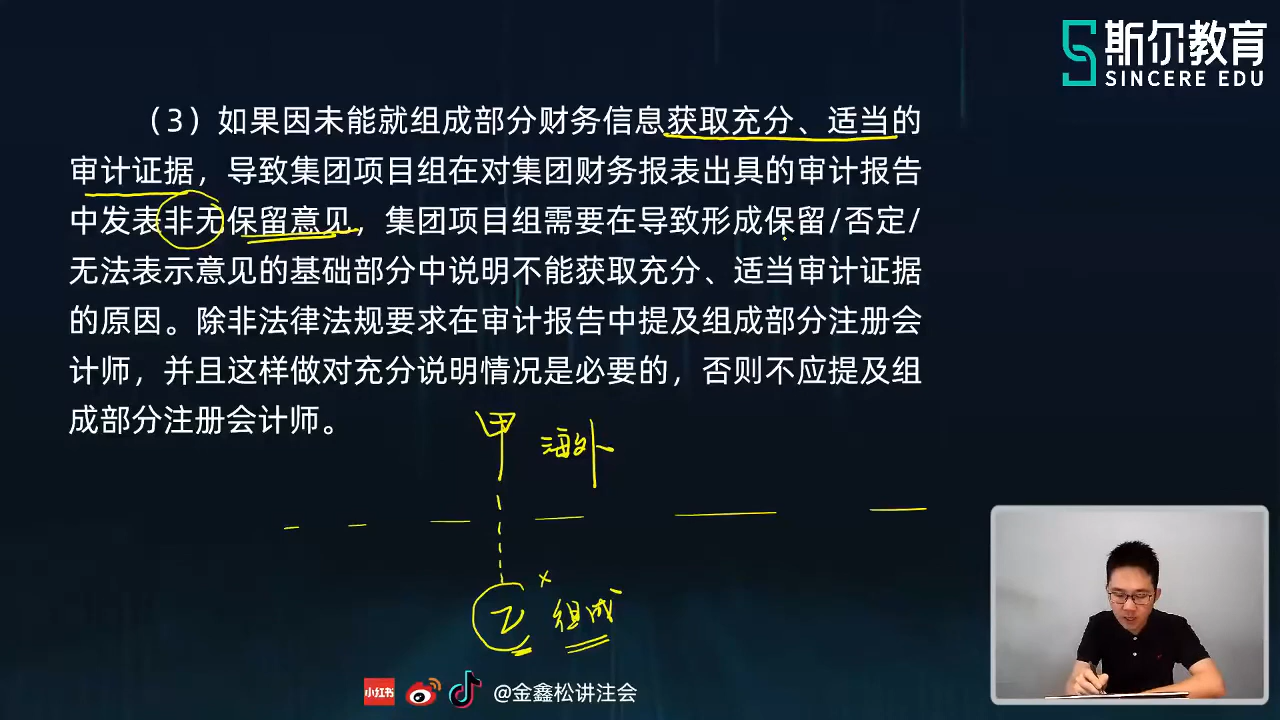 斯尔教育
SINCERE EDU
（3）如果因未能就组成部分财务信息获取充分、适当的
审计证据，导致集团项目组在对集团财务报表出具的审计报告
中发表非无保留意见，集团项目组需要在导致形成保留/否定/
无法表示意见的基础部分中说明不能获取充分、适当审计证据
的原因。除非法律法规要求在审计报告中提及组成部分注册会
计师，并且这样做对充分说明情况是必要的，否则不应提及组
成部分注册会计师。
甲 海外
乙 组成
小红书 @金鑫松讲注会